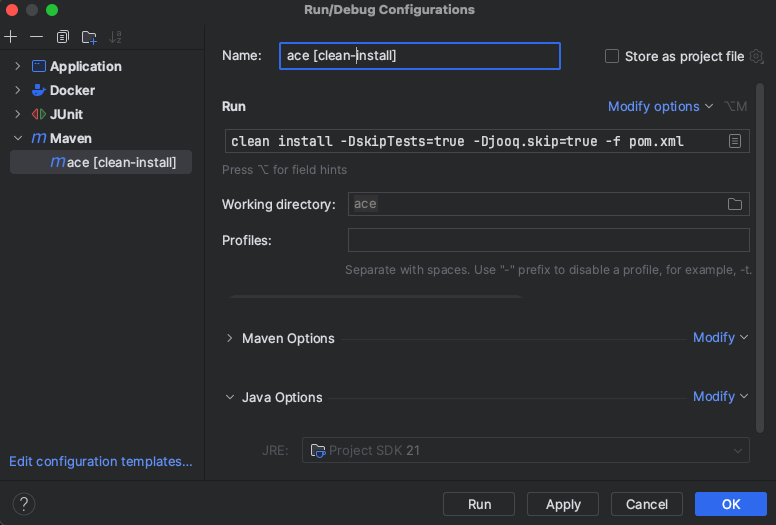 Run/Debug Configurations
Application
Docker
JUnit
Maven
ace [clean-install]
Edit configuration templates...
Name: ace [clean-install] Store as project file
Run Modify options ⌥M
clean install -DskipTests=true -Djooq.skip=true -f pom.xml
Press ⌥ for field hints
Working directory: ace
Profiles:
Separate with spaces. Use "-" prefix to disable a profile, for example, -t.
Maven Options Modify
Java Options Modify
JRE: Project SDK 21
? Run Apply Cancel OK